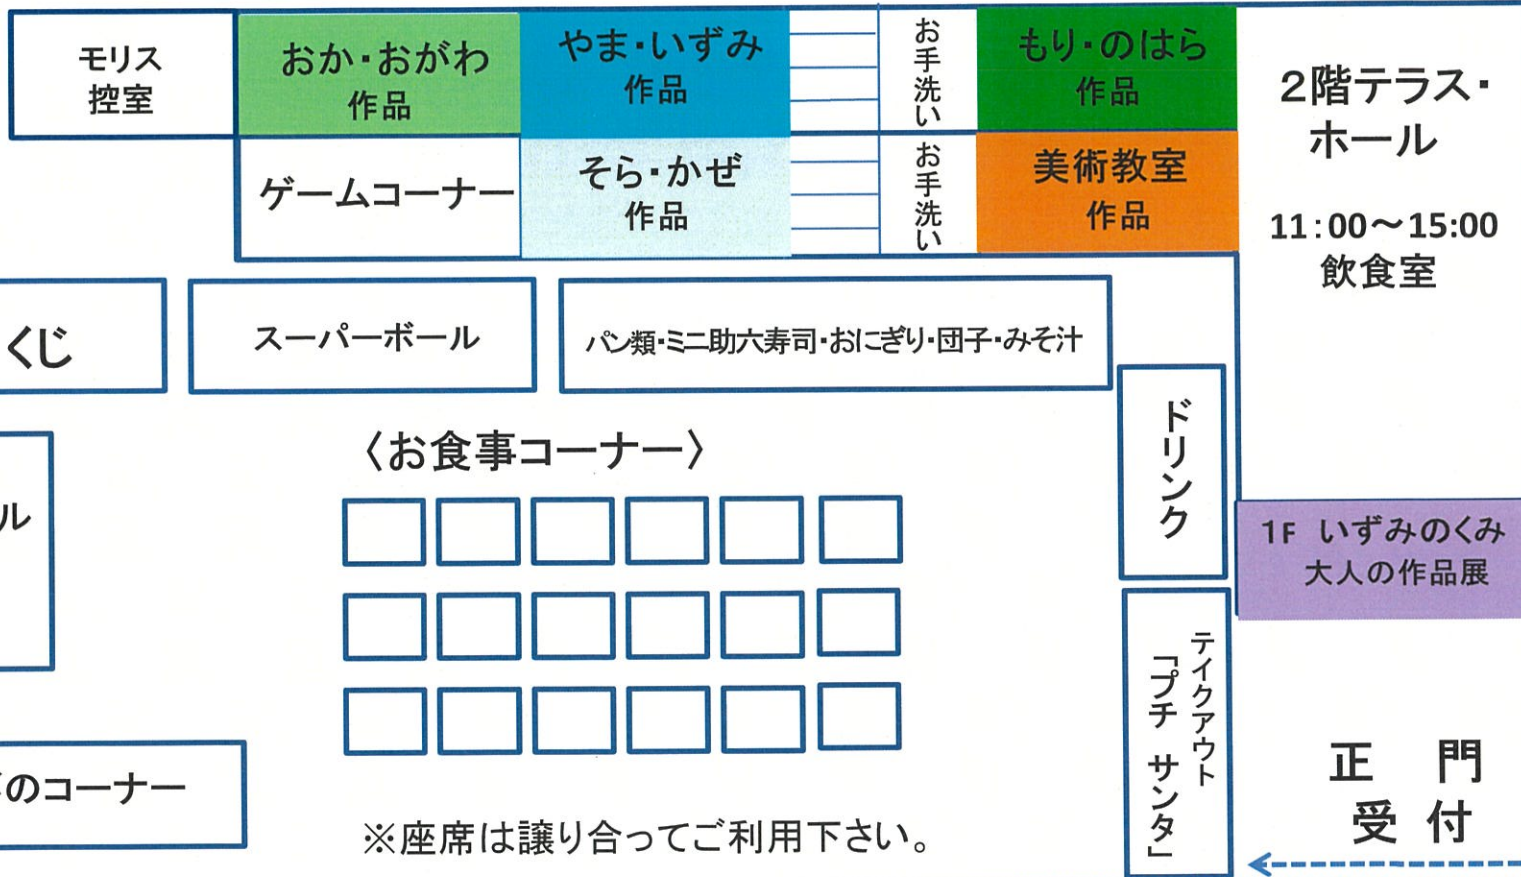 モリス
控室
おか・おがわ
作品
やま・いずみ
作品
お手洗い
もり・のはら
作品
2階テラス・
ホール
11:00～15:00
飲食室
ゲームコーナー
そら・かぜ
作品
お手洗い
美術教室
作品
くじ
スーパーボール
パン類・ミニ助六寿司・おにぎり・団子・みそ汁
ドリンク
〈お食事コーナー〉
ル
1F いずみのくみ
大人の作品展
テイクアウト
「プチ サンタ」
のコーナー
正 門
受 付
※座席は譲り合ってご利用下さい。